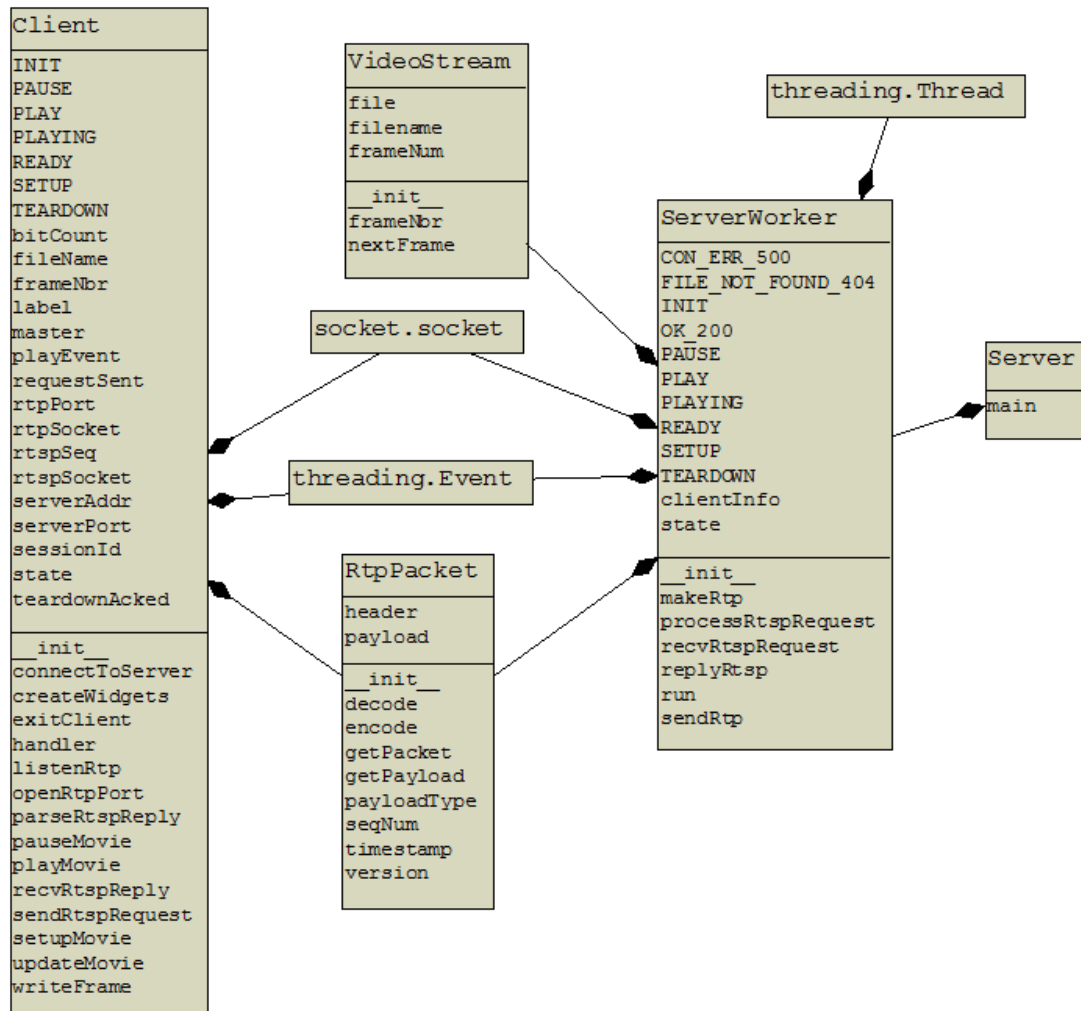 Client
INIT
PAUSE
PLAY
PLAYING
READY
SETUP
TEARDOWN
bitCount
fileName
frameNbr
label
master
playEvent
requestSent
rtpPort
rtpSocket
rtspSeq
rtspSocket
serverAddr
serverPort
sessionId
state
teardownAcked
__init__
connectToServer
createWidgets
exitClient
handler
listenRtp
openRtpPort
parseRtspReply
pauseMovie
playMovie
recvRtspReply
sendRtspRequest
setupMovie
updateMovie
writeFrame
VideoStream
file
filename
frameNum
__init__
frameNbr
nextFrame
socket.socket
threading.Event
RtpPacket
header
payload
__init__
decode
encode
getPacket
getPayload
payloadType
seqNum
timestamp
version
threading.Thread
ServerWorker
CON_ERR_500
FILE_NOT_FOUND_404
INIT
OK_200
PAUSE
PLAY
PLAYING
READY
SETUP
TEARDOWN
clientInfo
state
__init__
makeRtp
processRtspRequest
recvRtspRequest
replyRtsp
run
sendRtp
Server
main